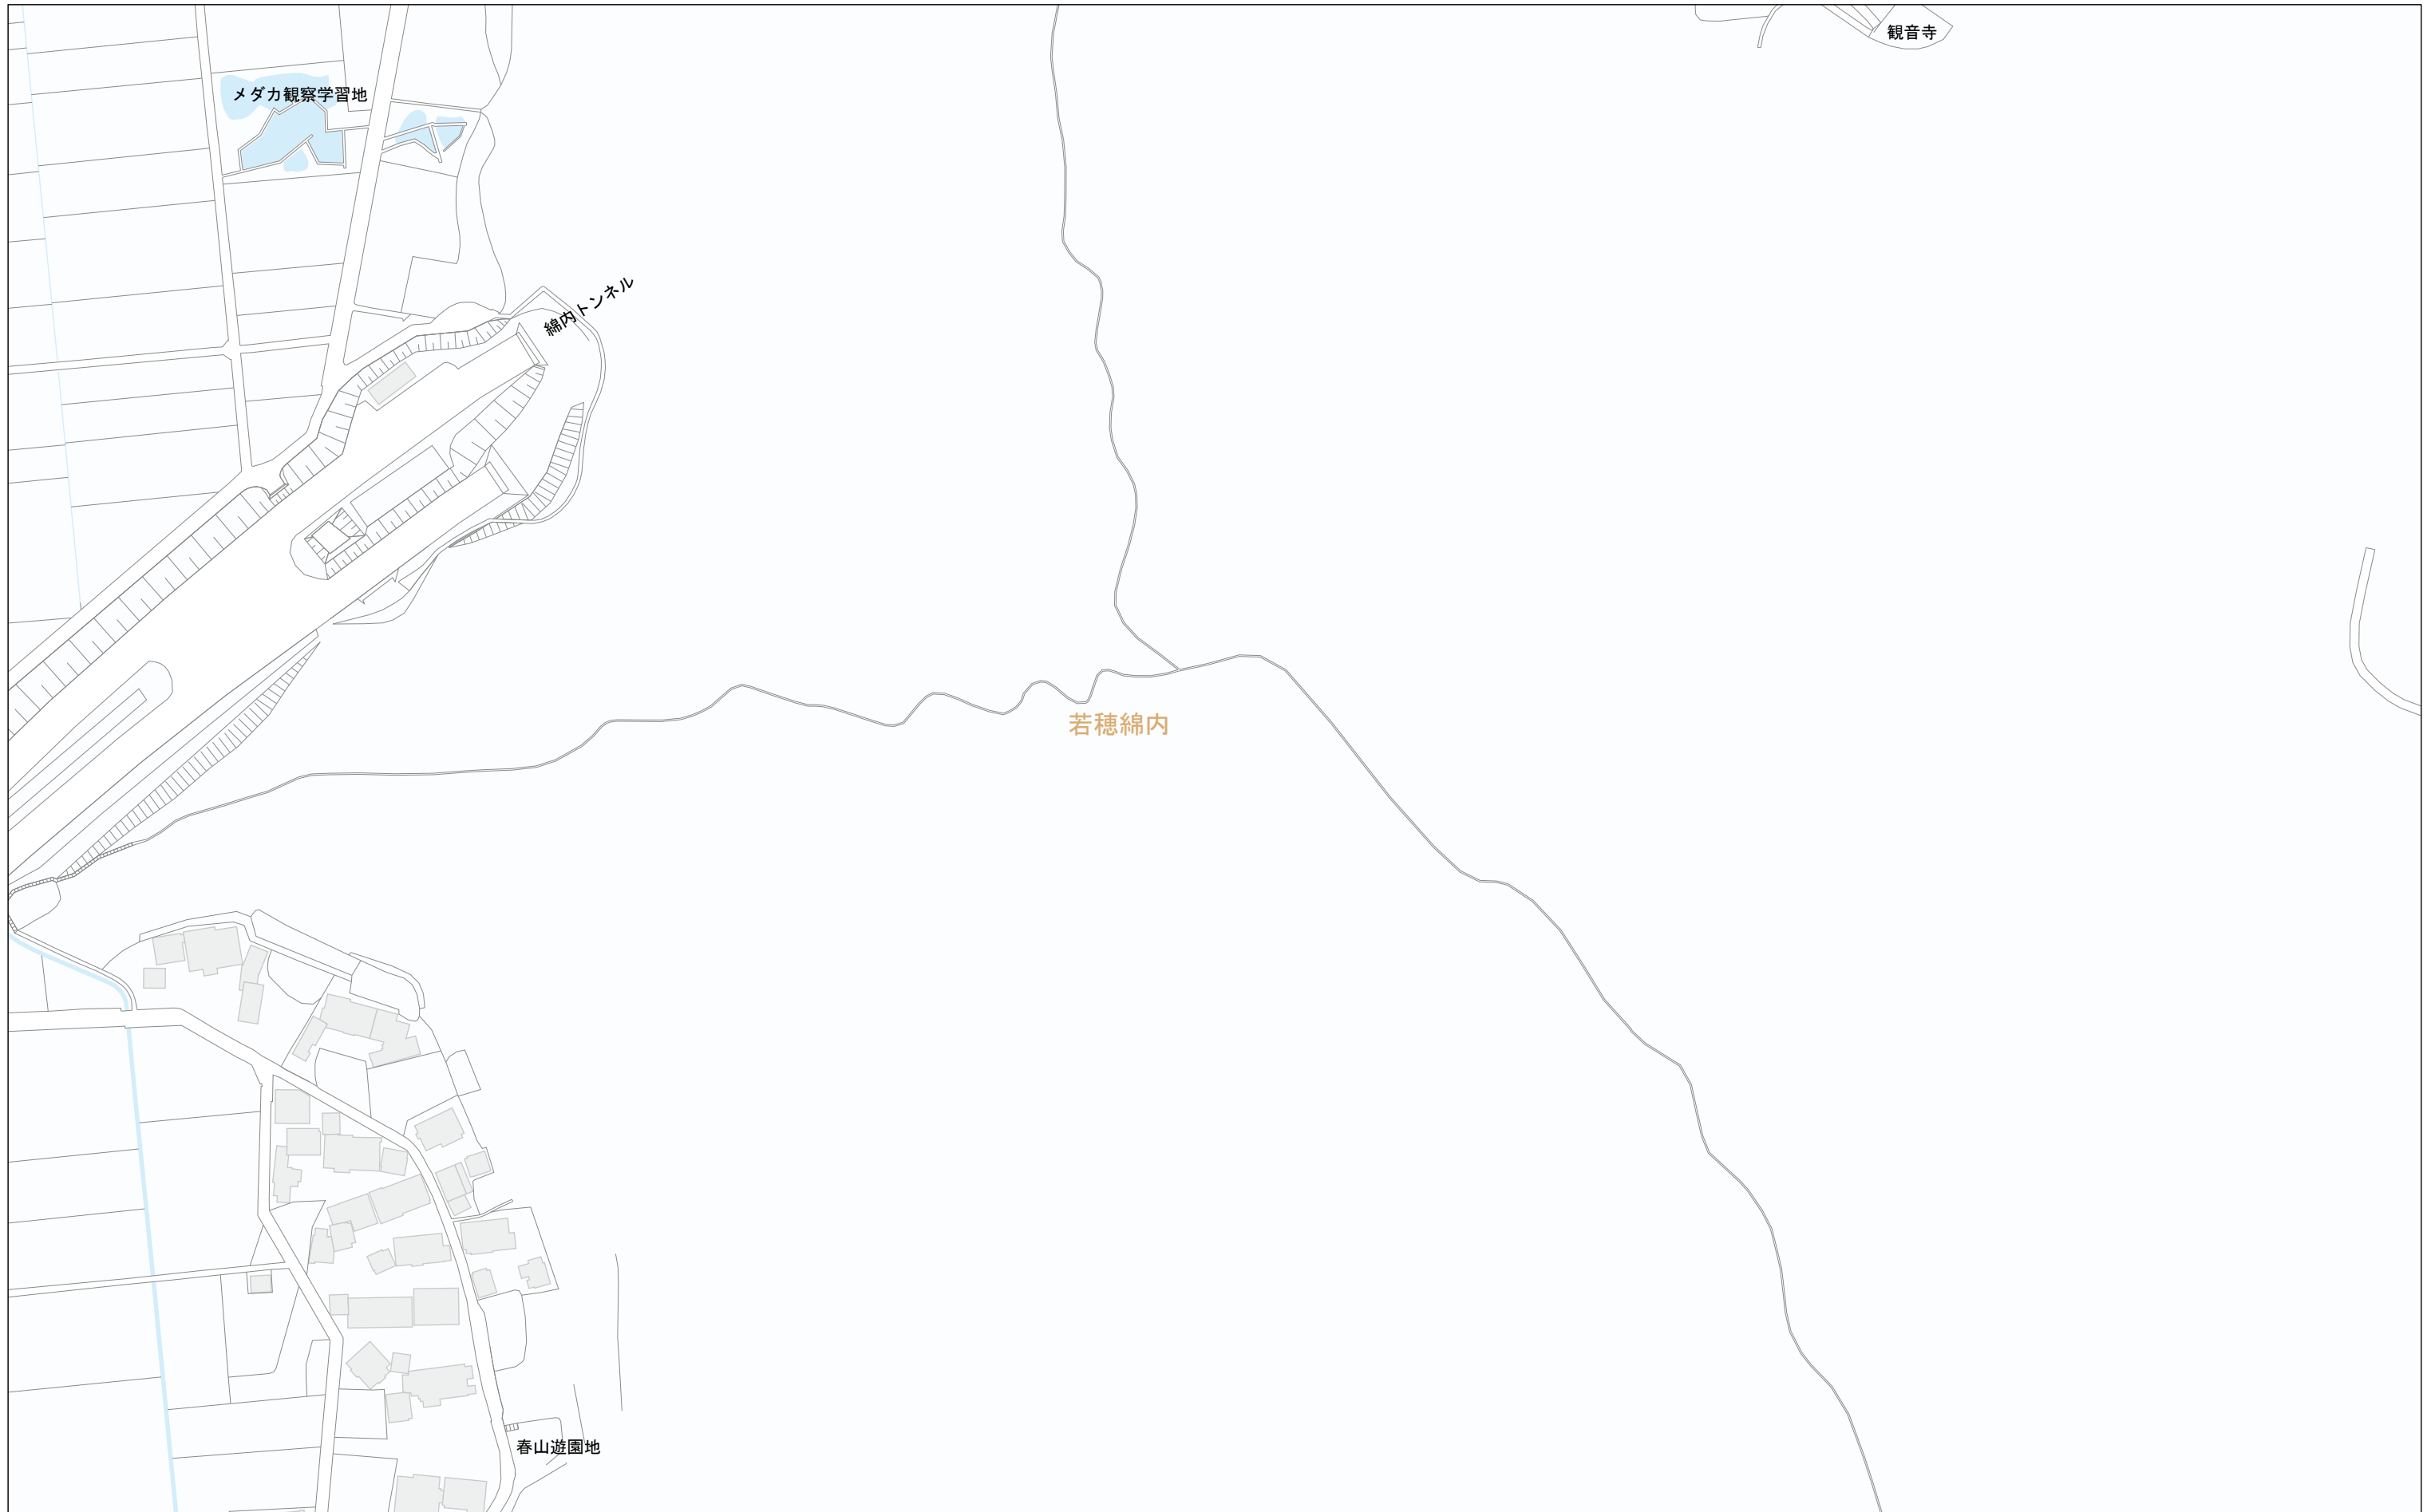 観音寺
メダカ観察学習地
綿内トンネル
若穂綿内
春山遊園地